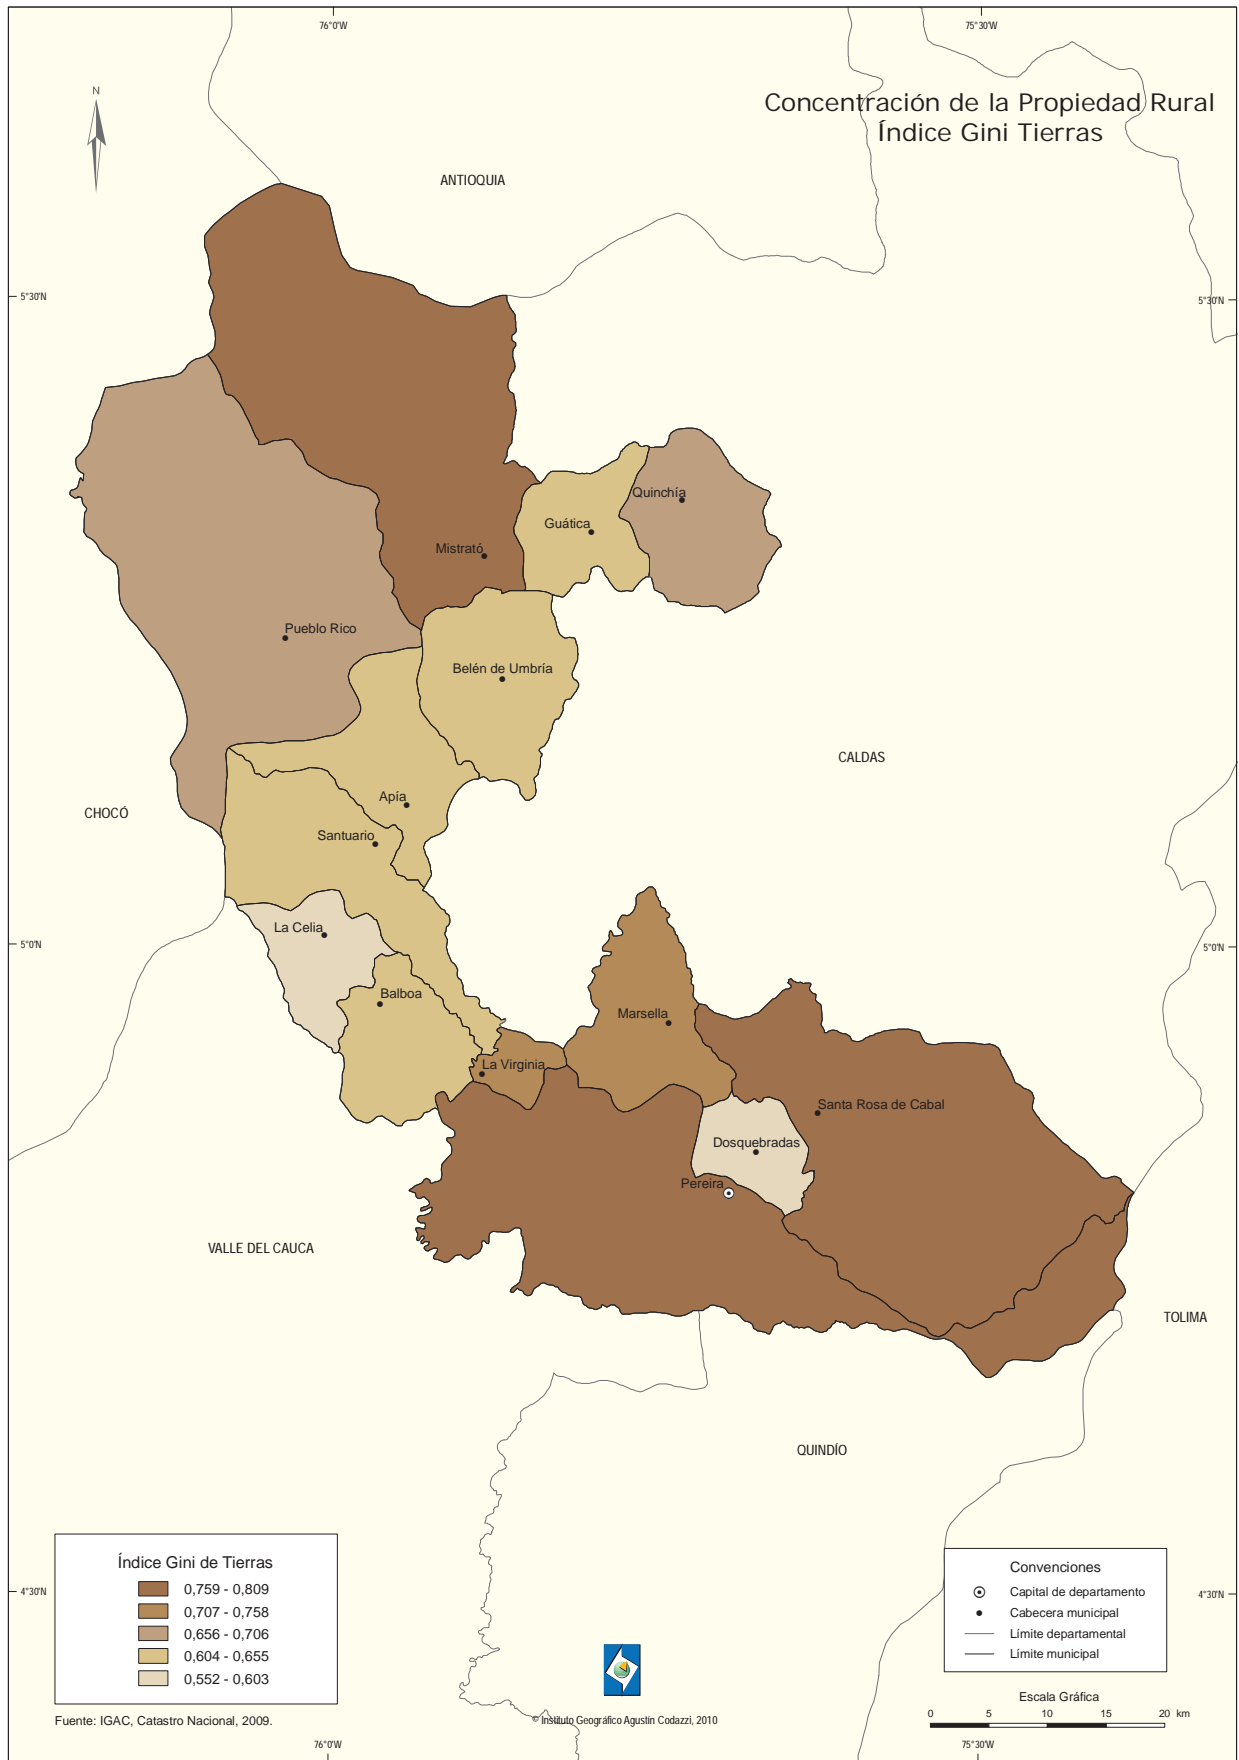 76°0'W
75°30'W
N
Concentración de la Propiedad Rural
Índice Gini Tierras
ANTIOQUIA
5°30'N
5°30'N
Quinchía
Guática
Mistrató
Pueblo Rico
Belén de Umbría
CALDAS
Apía
CHOCÓ
Santuario
La Celia
5°0'N
5°0'N
Balboa
Marsella
La Virginia
Santa Rosa de Cabal
Dosquebradas
Pereira
VALLE DEL CAUCA
TOLIMA
QUINDÍO
Índice Gini de Tierras
0,759 - 0,809
0,707 - 0,758
0,656 - 0,706
0,604 - 0,655
0,552 - 0,603
Fuente: IGAC, Catastro Nacional, 2009.
4°30'N
Convenciones
Capital de departamento
Cabecera municipal
Límite departamental
Límite municipal
4°30'N
© Instituto Geográfico Agustín Codazzi, 2010
Escala Gráfica
0 5 10 15 20 km
76°0'W
75°30'W